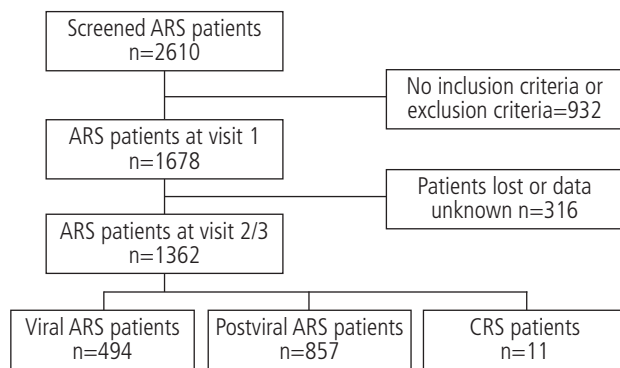 Screened ARS patients
n=2610
No inclusion criteria or
exclusion criteria=932
ARS patients at visit 1
n=1678
Patients lost or data
unknown n=316
ARS patients at visit 2/3
n=1362
Viral ARS patients
n=494
Postviral ARS patients
n=857
CRS patients
n=11